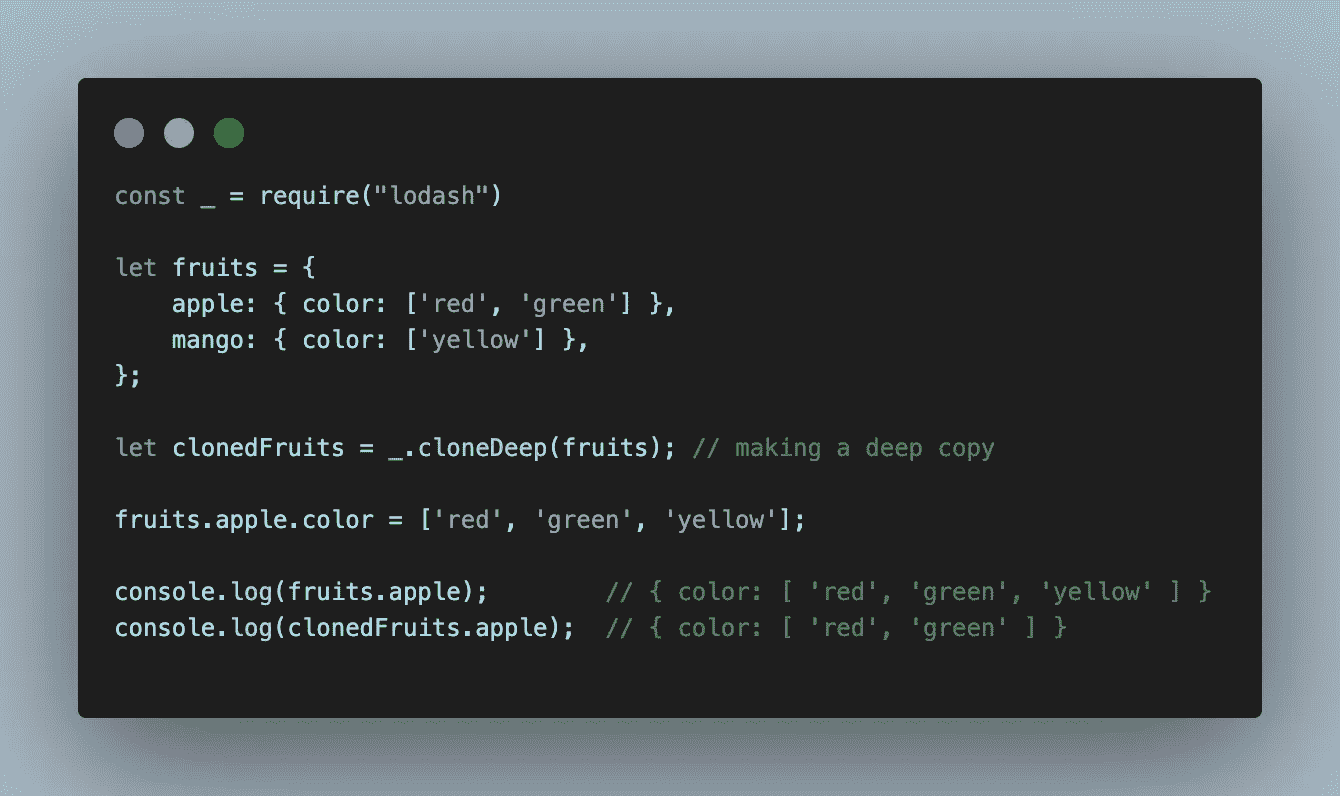 const _ = require("lodash")
let fruits = {
    apple: { color: ['red', 'green'] },
    mango: { color: ['yellow'] },
};
let clonedFruits = _.cloneDeep(fruits); // making a deep copy
fruits.apple.color = ['red', 'green', 'yellow'];
console.log(fruits.apple);        // { color: [ 'red', 'green', 'yellow' ] }
console.log(clonedFruits.apple);  // { color: [ 'red', 'green' ] }